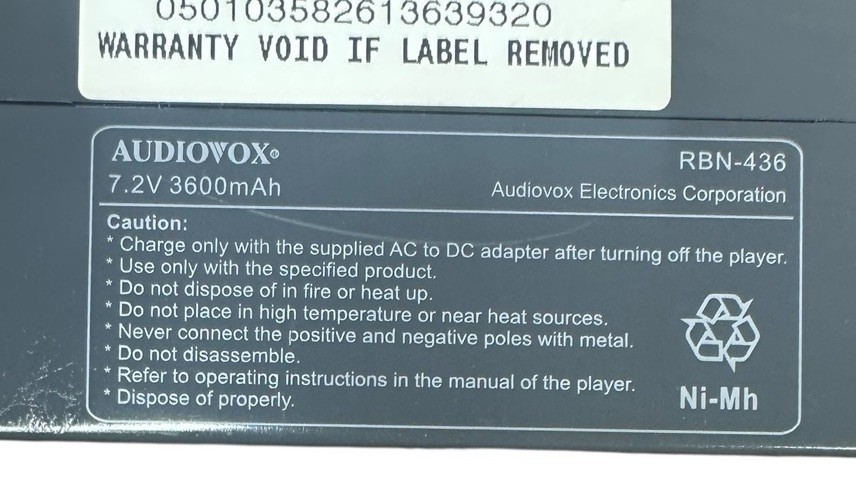 050103582613639320
WARRANTY VOID IF LABEL REMOVED
AUDIOVOX®
RBN-436
7.2V 3600mAh
Audiovox Electronics Corporation
Caution:
* Charge only with the supplied AC to DC adapter after turning off the player.
* Use only with the specified product.
* Do not dispose of in fire or heat up.
* Do not place in high temperature or near heat sources.
* Never connect the positive and negative poles with metal.
* Do not disassemble.
* Refer to operating instructions in the manual of the player.
* Dispose of properly.
Ni-Mh